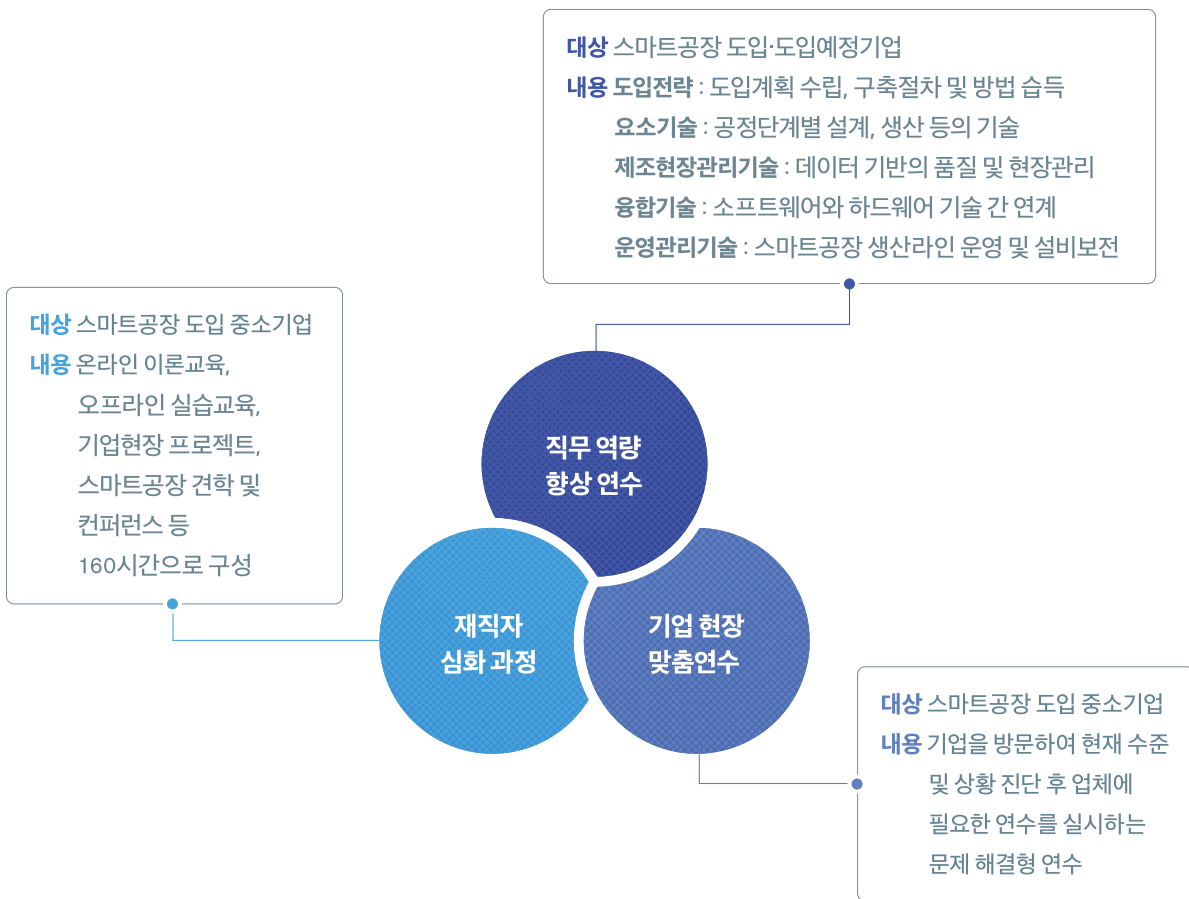 대상 스마트공장 도입·도입예정기업
내용 도입전략 : 도입계획 수립, 구축절차 및 방법 습득
요소기술 : 공정단계별 설계, 생산 등의 기술
제조현장관리기술 : 데이터 기반의 품질 및 현장관리
융합기술 : 소프트웨어와 하드웨어 기술 간 연계
운영관리기술 : 스마트공장 생산라인 운영 및 설비보전
대상 스마트공장 도입 중소기업
내용 온라인 이론교육,
오프라인 실습교육,
기업현장 프로젝트,
스마트공장 견학 및
컨퍼런스 등
160시간으로 구성
직무 역량
향상 연수
재직자
심화 과정
기업 현장
맞춤연수
대상 스마트공장 도입 중소기업
내용 기업을 방문하여 현재 수준
및 상황 진단 후 업체에
필요한 연수를 실시하는
문제 해결형 연수